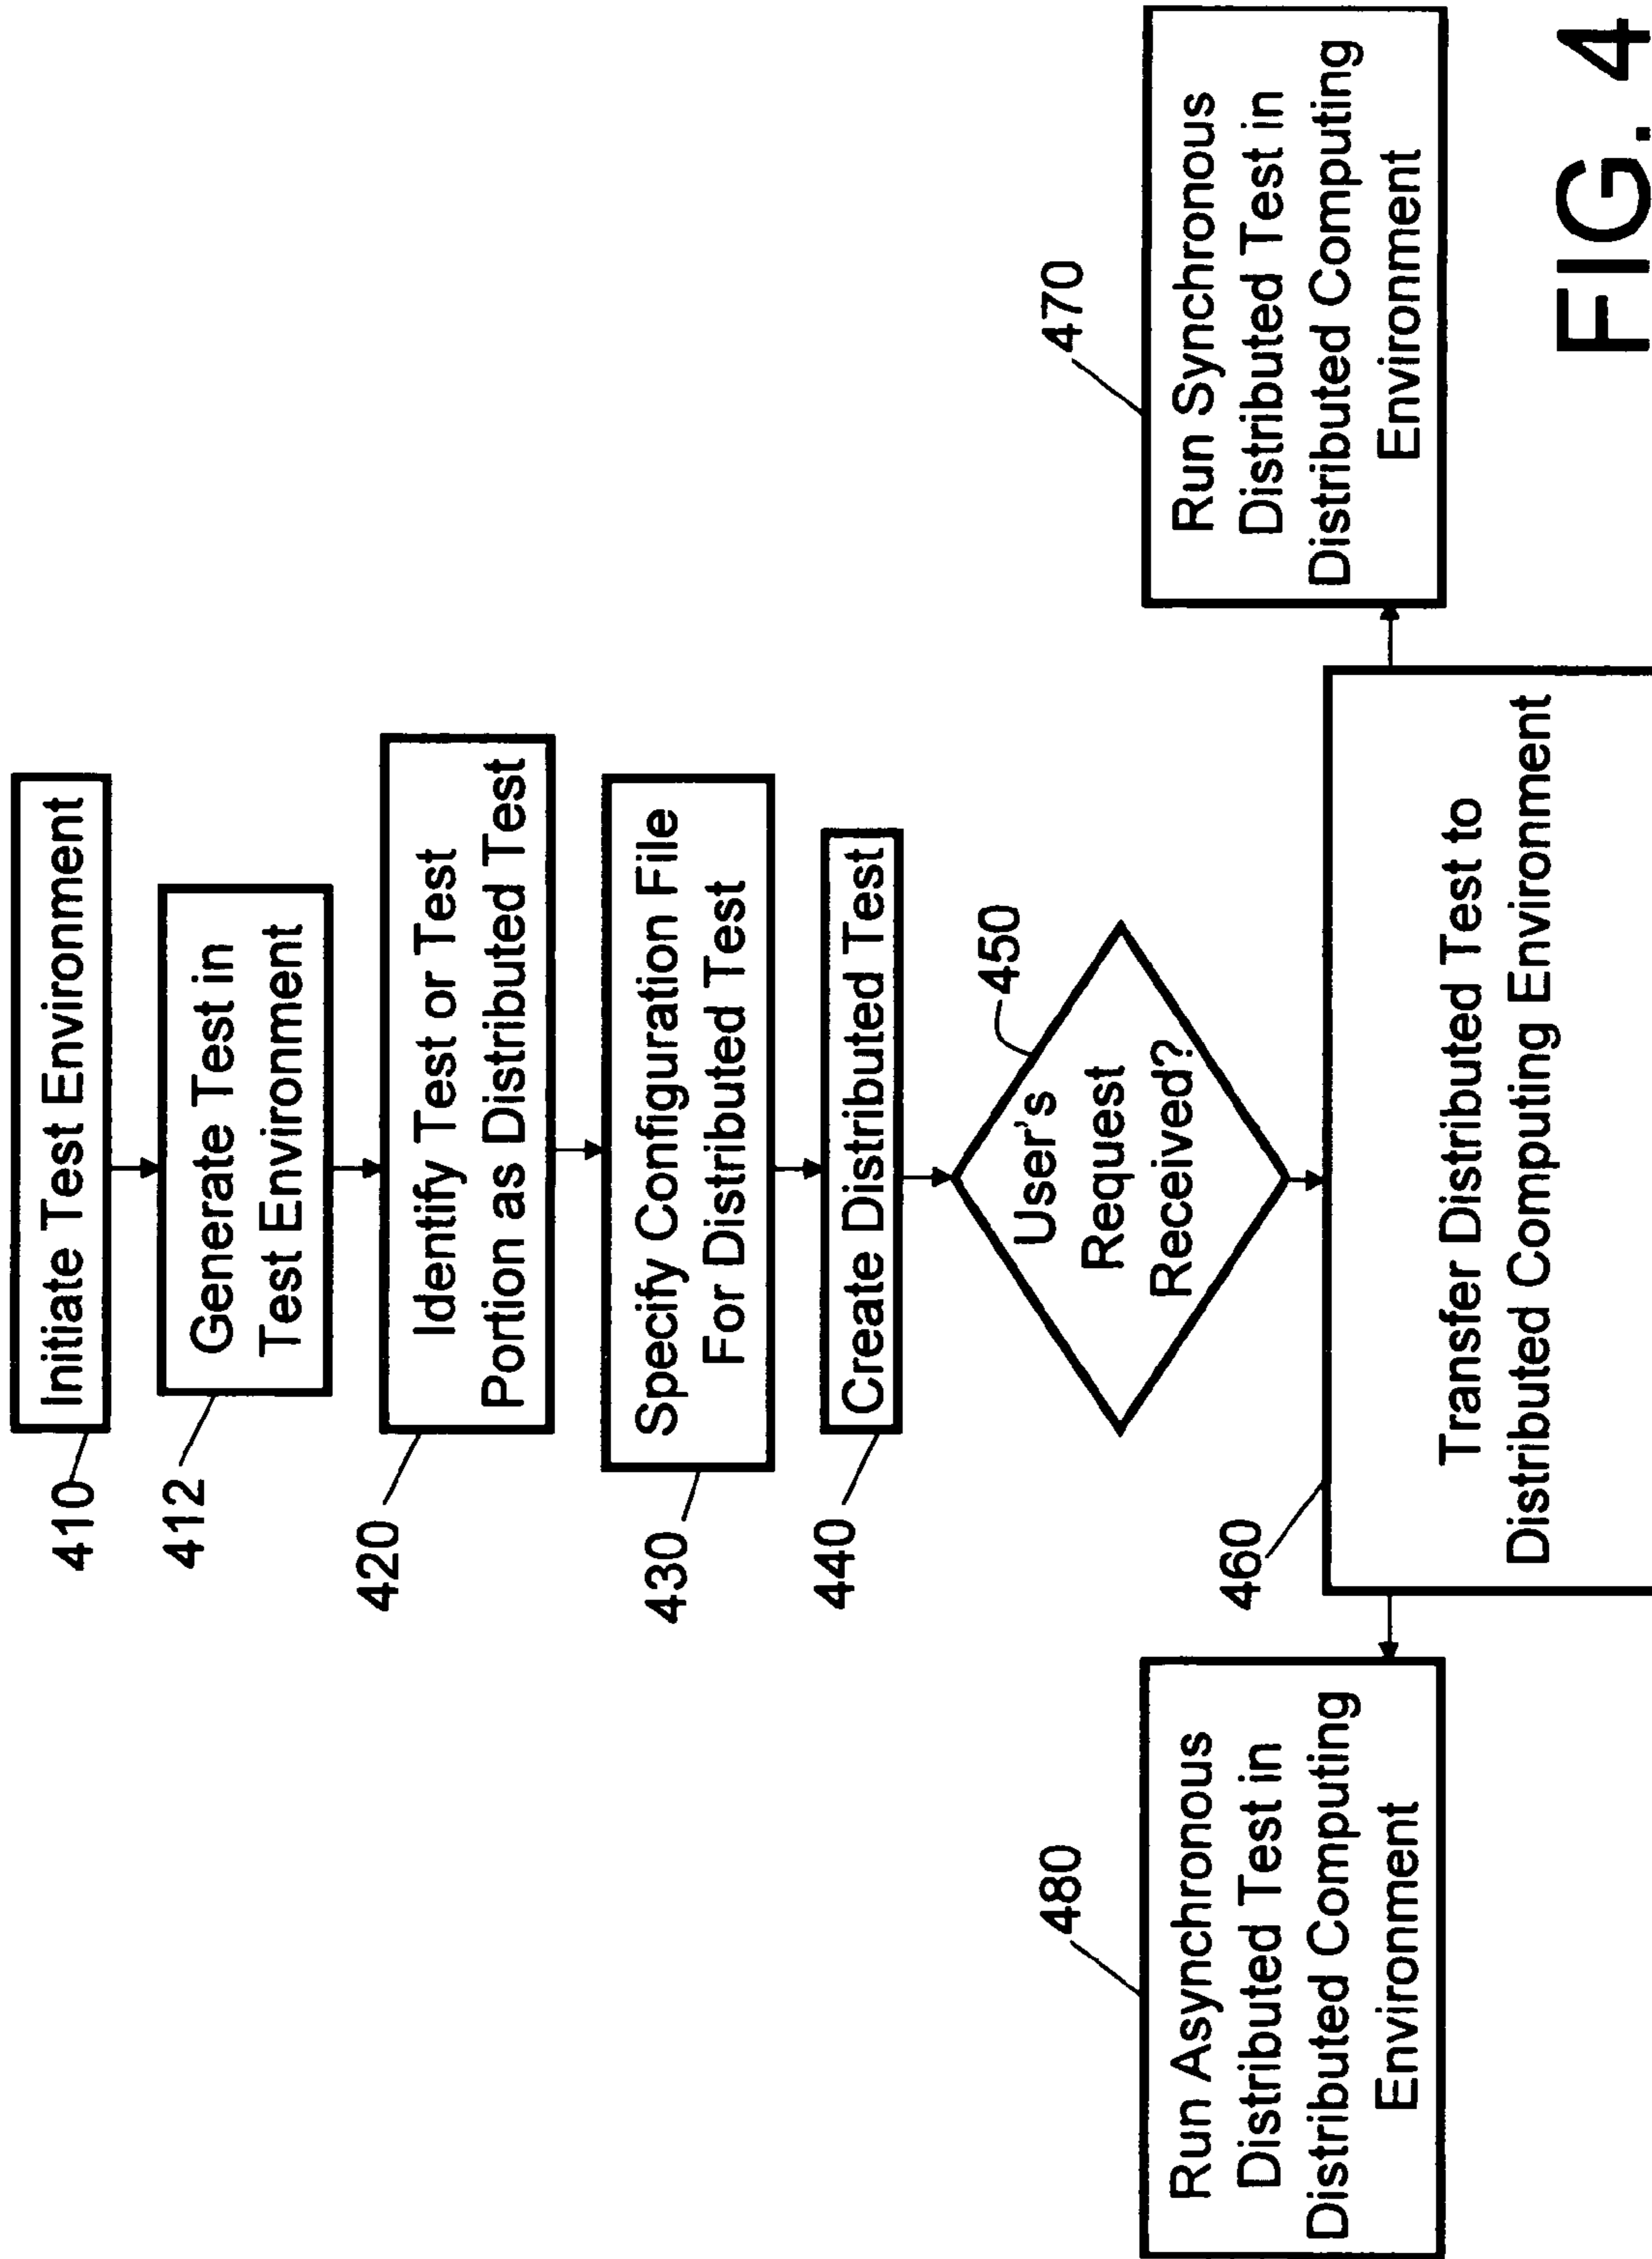 410
Initiate Test Environment
412
Generate Test in
Test Environment
420
Identify Test or Test
Portion as Distributed Test
430
Specify Configuration File
For Distributed Test
440
Create Distributed Test
450
User's
Request
Received?
460
Transfer Distributed Test to
Distributed Computing Environment
480
Run Asynchronous
Distributed Test in
Distributed Computing
Environment
470
Run Synchronous
Distributed Test in
Distributed Computing
Environment
FIG. 4